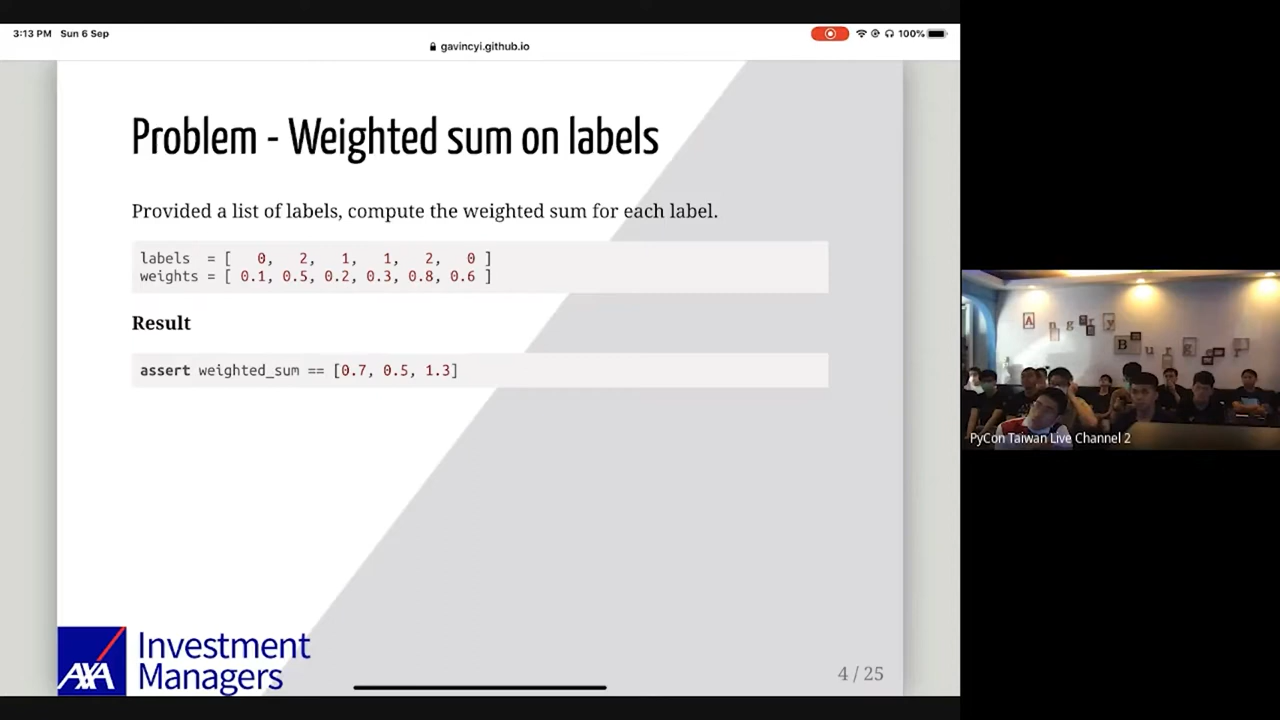 3:13 PM Sun 6 Sep
100%
gavincyi.github.io
Problem - Weighted sum on labels
Provided a list of labels, compute the weighted sum for each label.
labels = [ 0, 2, 1, 1, 2, 0 ]
weights = [ 0.1, 0.5, 0.2, 0.3, 0.8, 0.6 ]
Result
assert weighted_sum == [0.7, 0.5, 1.3]
AXA
Investment
Managers
4 / 25
Angry
Burger
PyCon Taiwan Live Channel 2